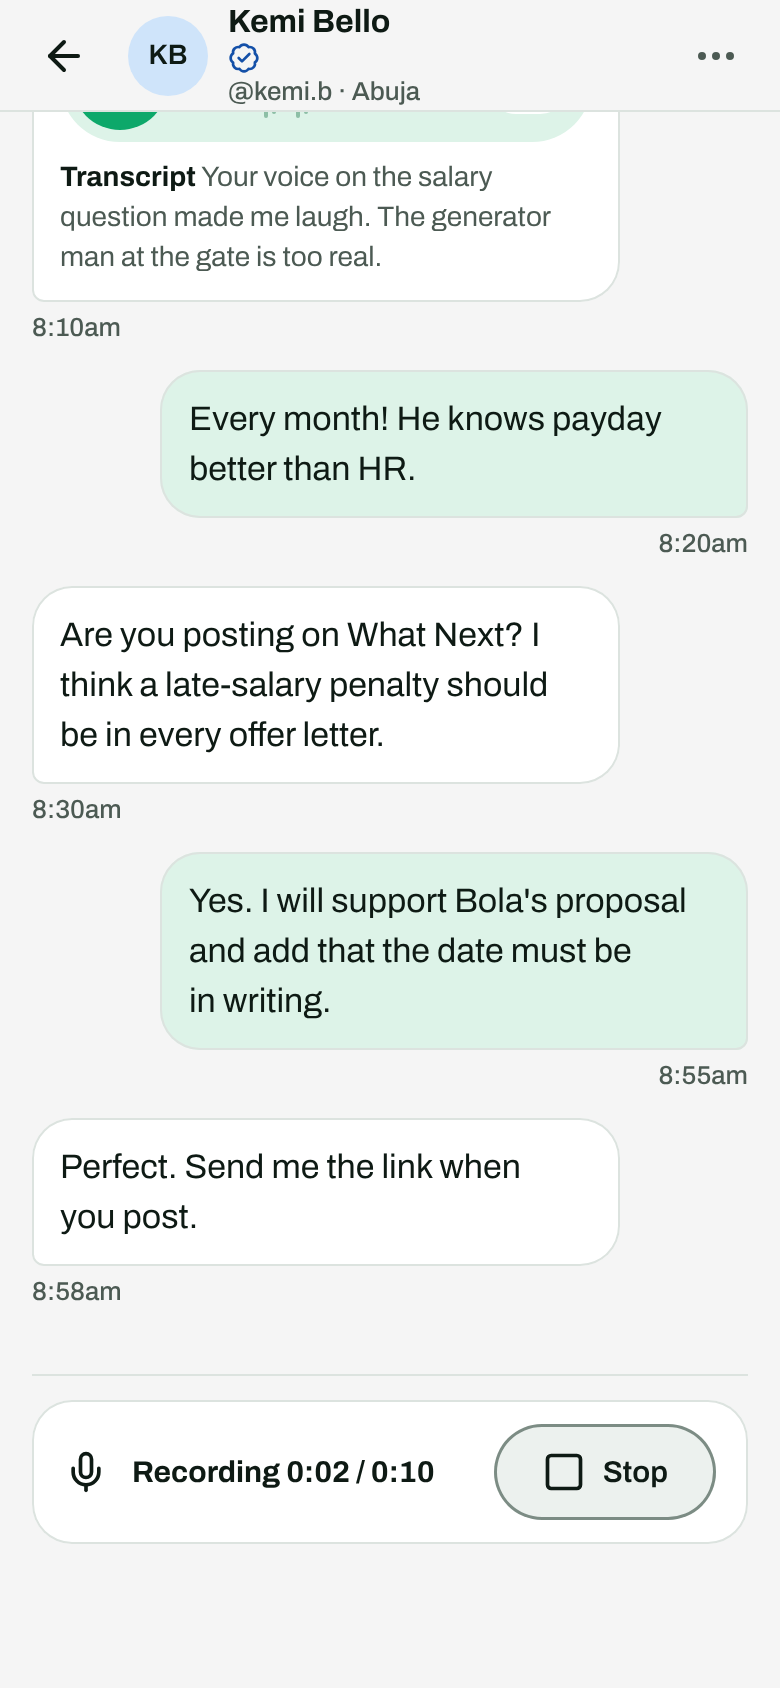 KB
Kemi Bello
@kemi.b · Abuja
Transcript Your voice on the salary
question made me laugh. The generator
man at the gate is too real.
8:10am
Every month! He knows payday
better than HR.
8:20am
Are you posting on What Next? I
think a late-salary penalty should
be in every offer letter.
8:30am
Yes. I will support Bola's proposal
and add that the date must be
in writing.
8:55am
Perfect. Send me the link when
you post.
8:58am
Recording 0:02 / 0:10
Stop